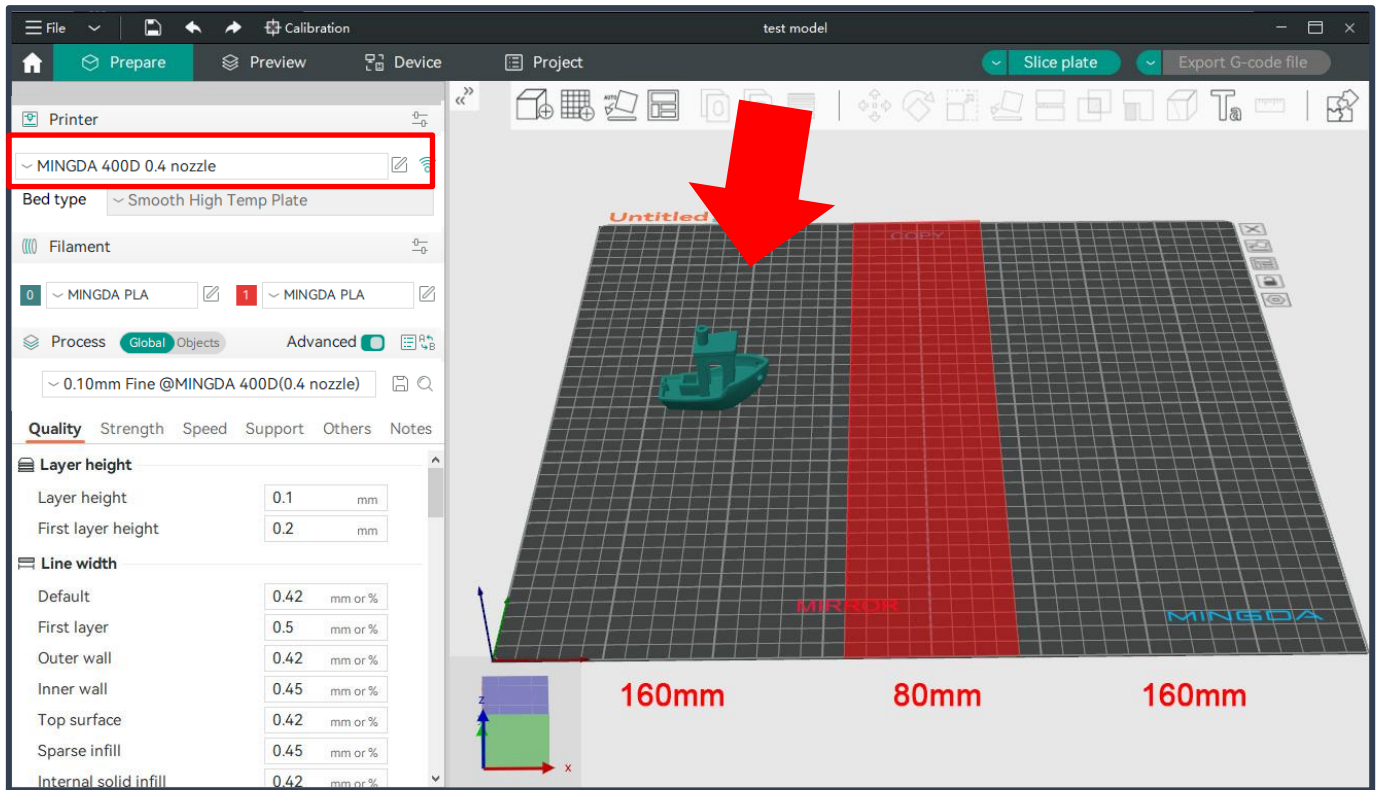 File
Calibration
test model
Prepare
Preview
Device
Project
Slice plate
Export G-code file
Printer
MINGDA 400D 0.4 nozzle
Bed type
Smooth High Temp Plate
Filament
0
MINGDA PLA
1
MINGDA PLA
Process
Global
Objects
Advanced
0.10mm Fine @MINGDA 400D(0.4 nozzle)
Quality
Strength
Speed
Support
Others
Notes
Layer height
Layer height 0.1 mm
First layer height 0.2 mm
Line width
Default 0.42 mm or %
First layer 0.5 mm or %
Outer wall 0.42 mm or %
Inner wall 0.45 mm or %
Top surface 0.42 mm or %
Sparse infill 0.45 mm or %
Internal solid infill 0.42 mm or %
AUTO
Untitled
COPY
MIRROR
MINGDA
160mm
80mm
160mm
z
x